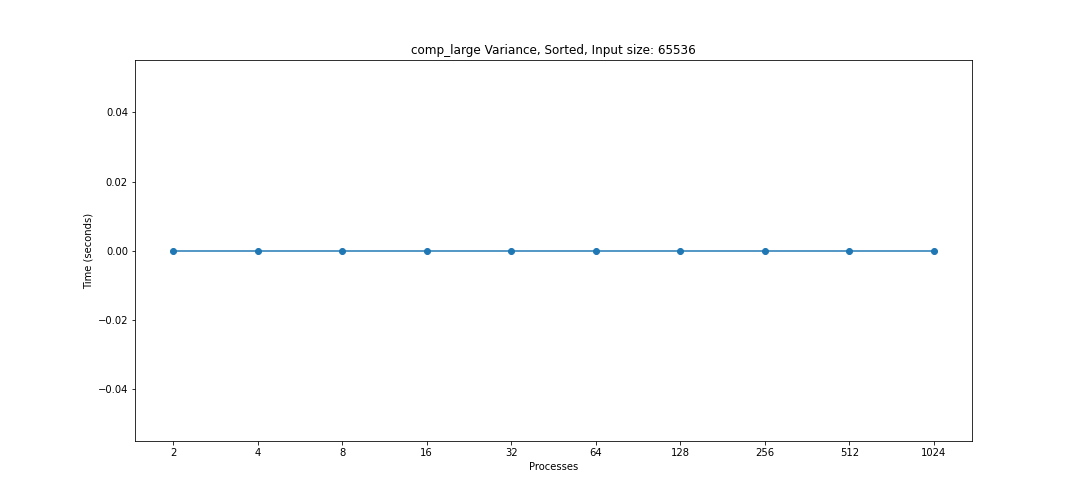 comp_large Variance, Sorted, Input size: 65536
0.04
0.02
0.00
−0.02
−0.04
Time (seconds)
2 4 8 16 32 64 128 256 512 1024
Processes